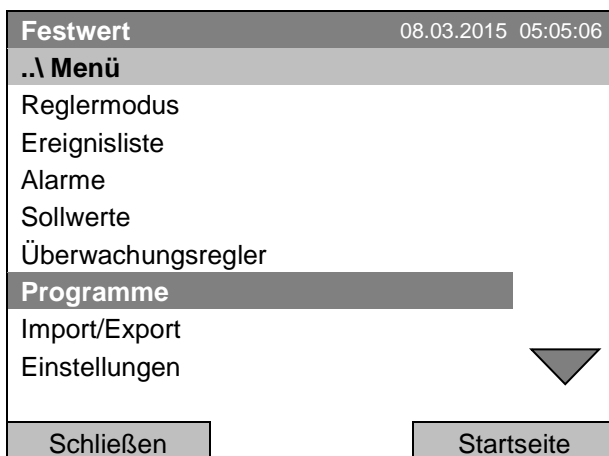 Festwert 08.03.2015 05:05:06
..\ Menü
Reglermodus
Ereignisliste
Alarme
Sollwerte
Überwachungsregler
Programme
Import/Export
Einstellungen
Schließen Startseite